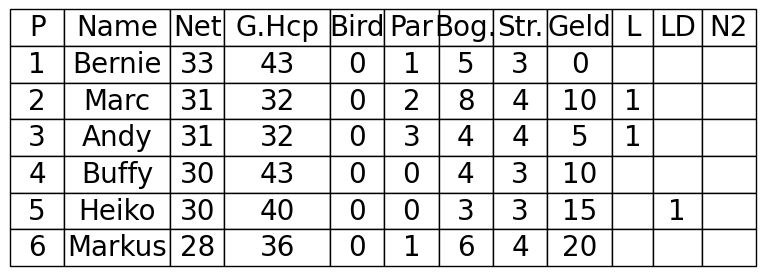 P Name Net G.Hcp Bird Par Bog. Str. Geld L LD N2
1 Bernie 33 43 0 1 5 3 0
2 Marc 31 32 0 2 8 4 10 1
3 Andy 31 32 0 3 4 4 5 1
4 Buffy 30 43 0 0 4 3 10
5 Heiko 30 40 0 0 3 3 15 1
6 Markus 28 36 0 1 6 4 20